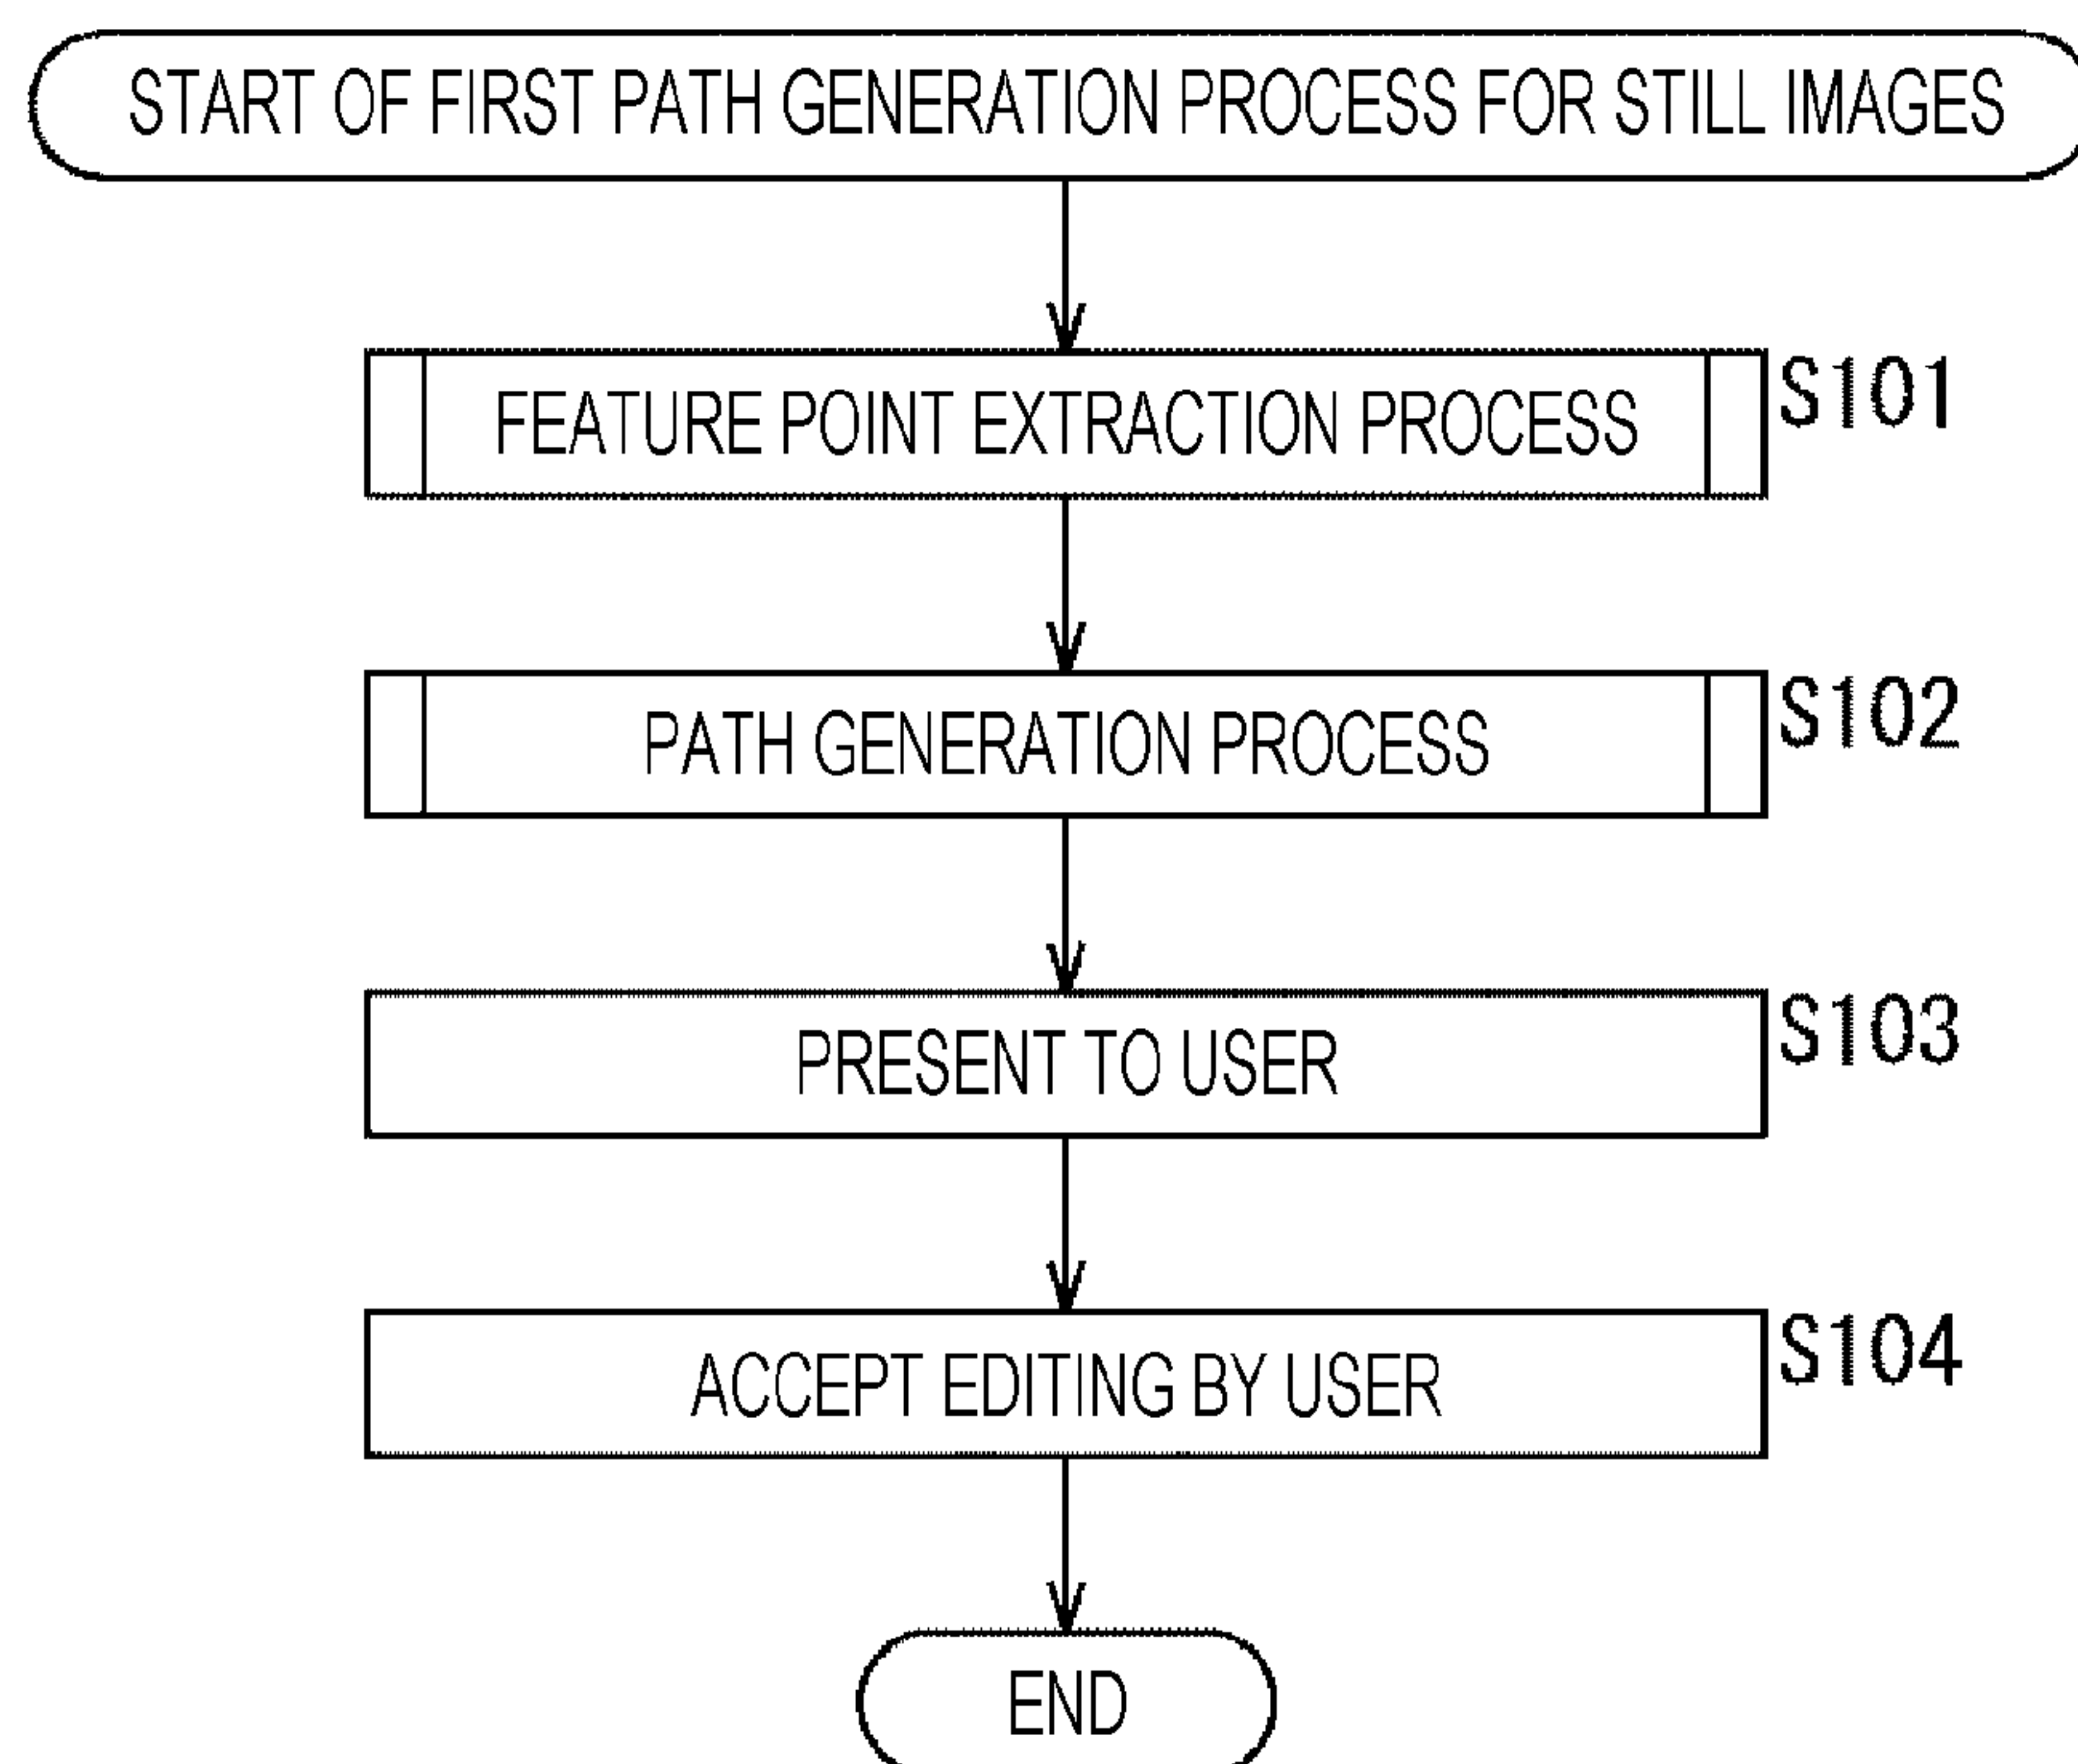 START OF FIRST PATH GENERATION PROCESS FOR STILL IMAGES
FEATURE POINT EXTRACTION PROCESS S101
PATH GENERATION PROCESS S102
PRESENT TO USER S103
ACCEPT EDITING BY USER S104
END